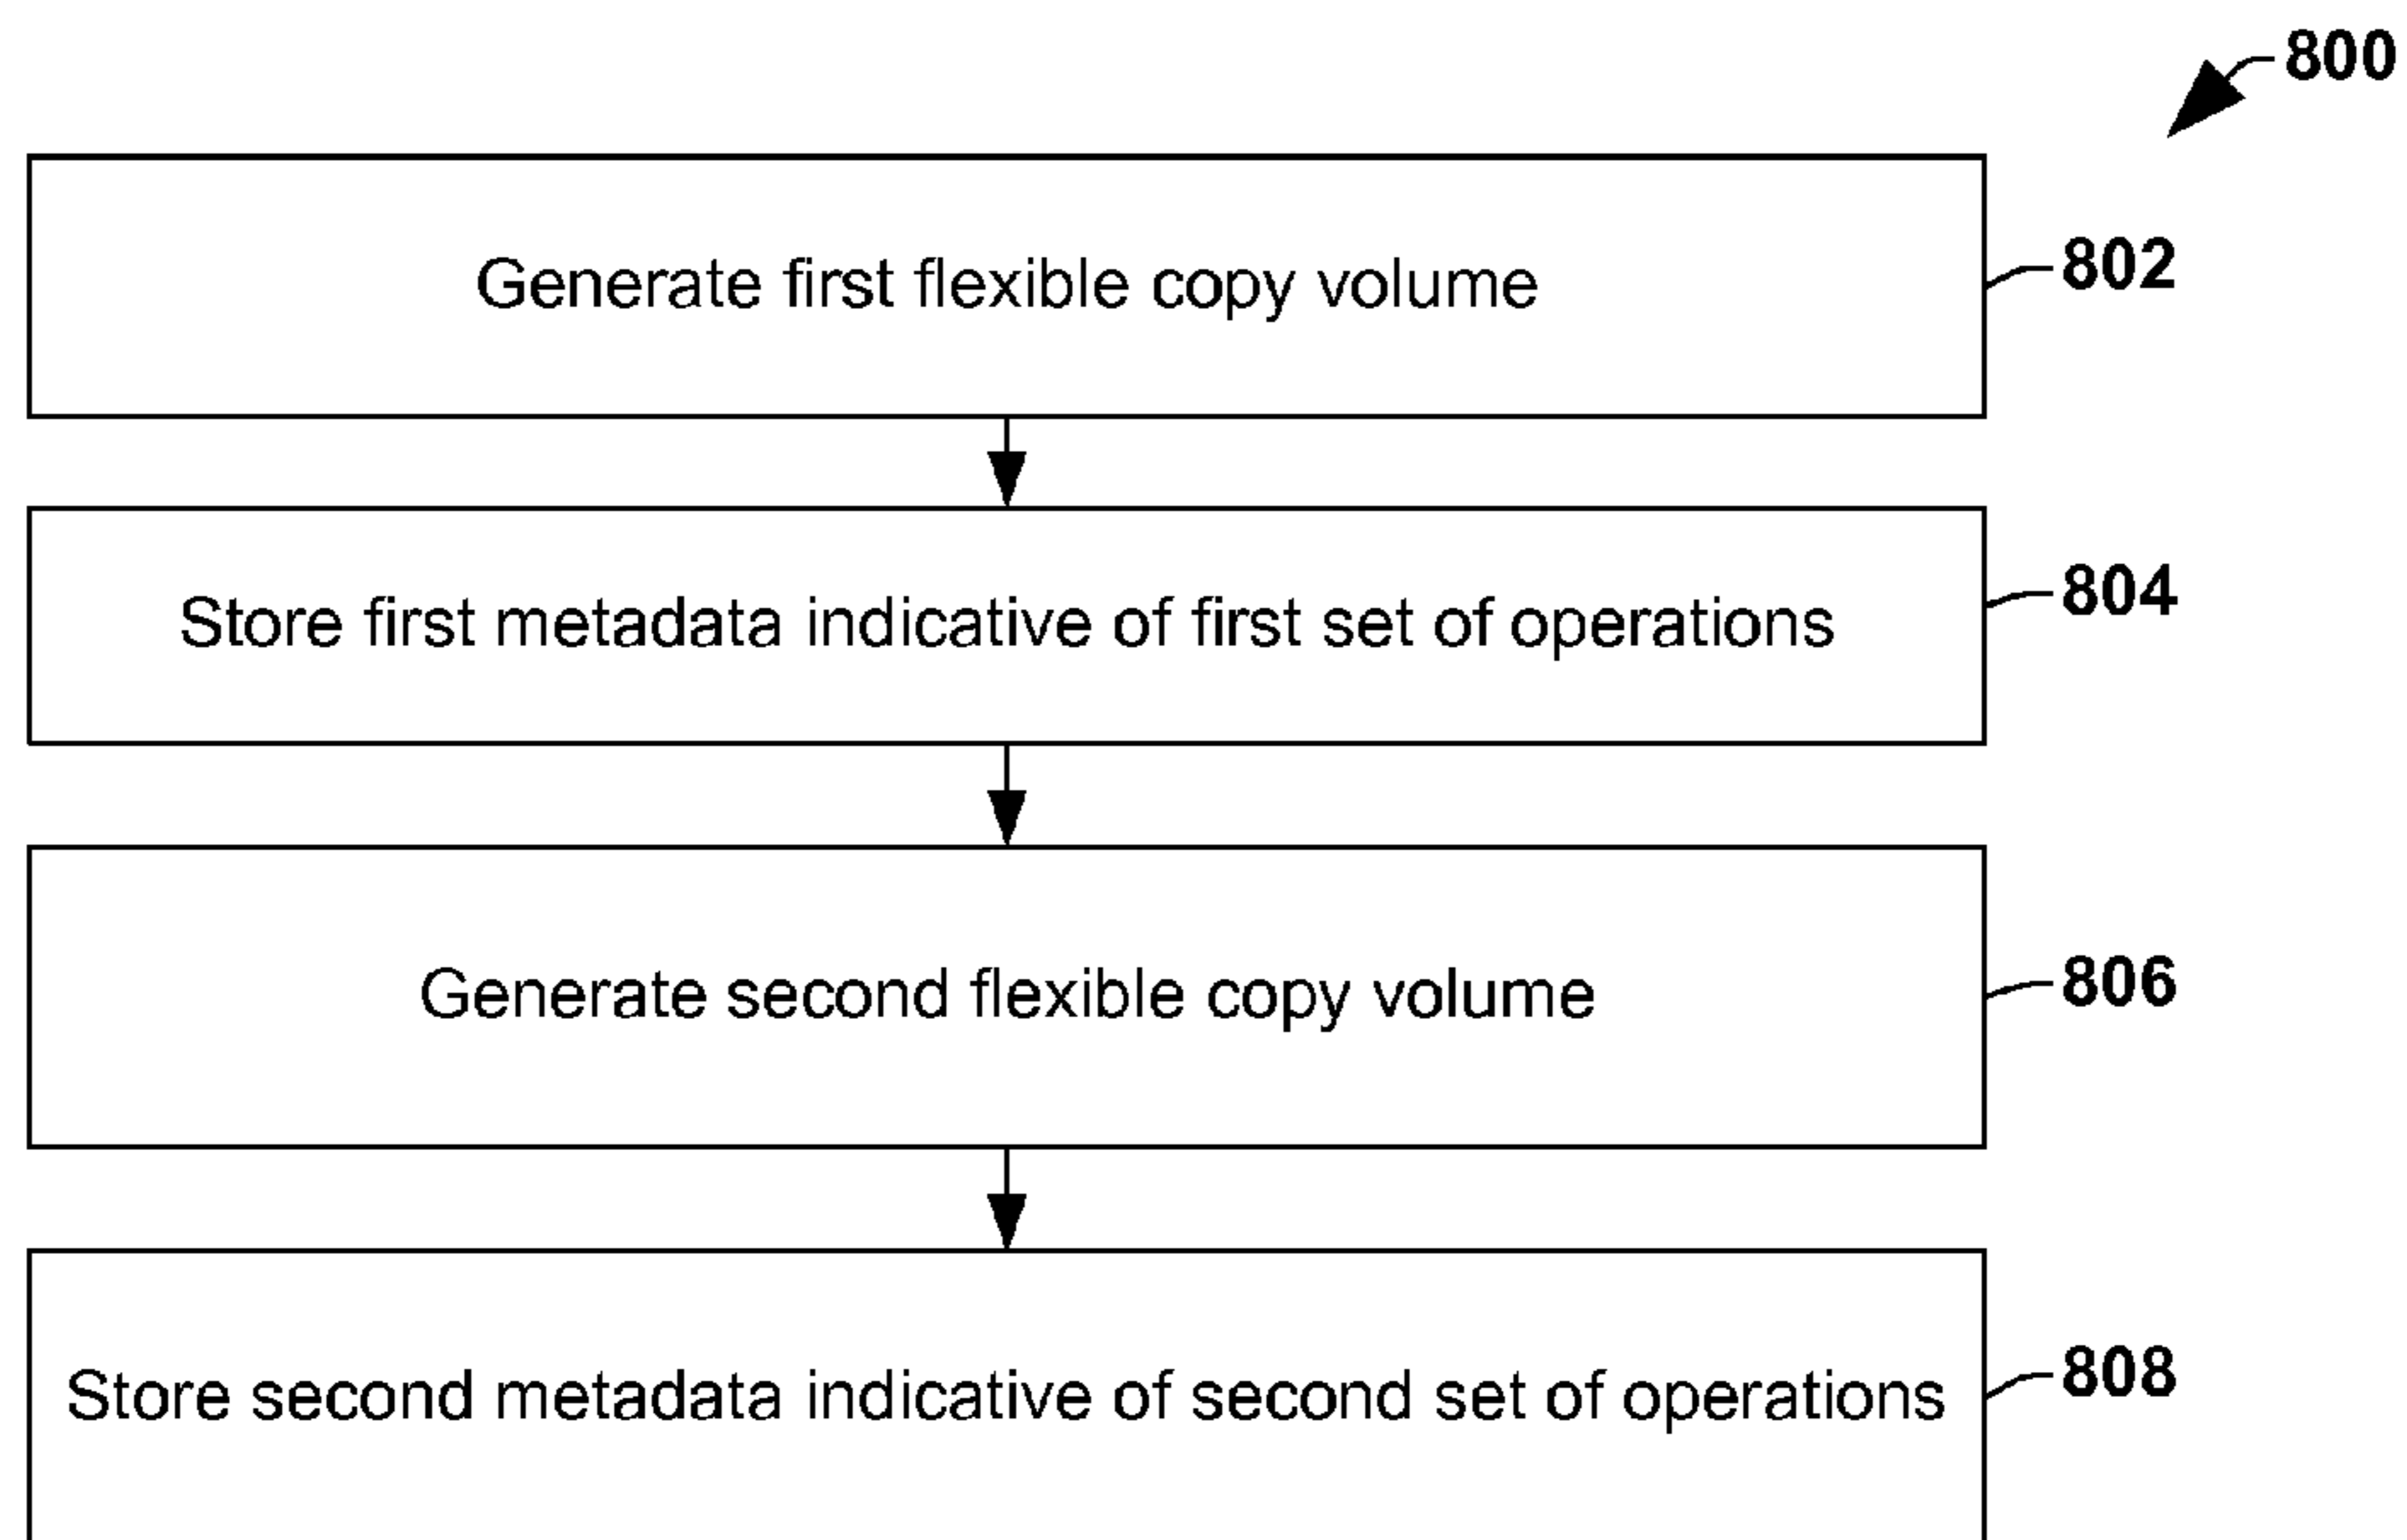 800
Generate first flexible copy volume
802
Store first metadata indicative of first set of operations
804
Generate second flexible copy volume
806
Store second metadata indicative of second set of operations
808